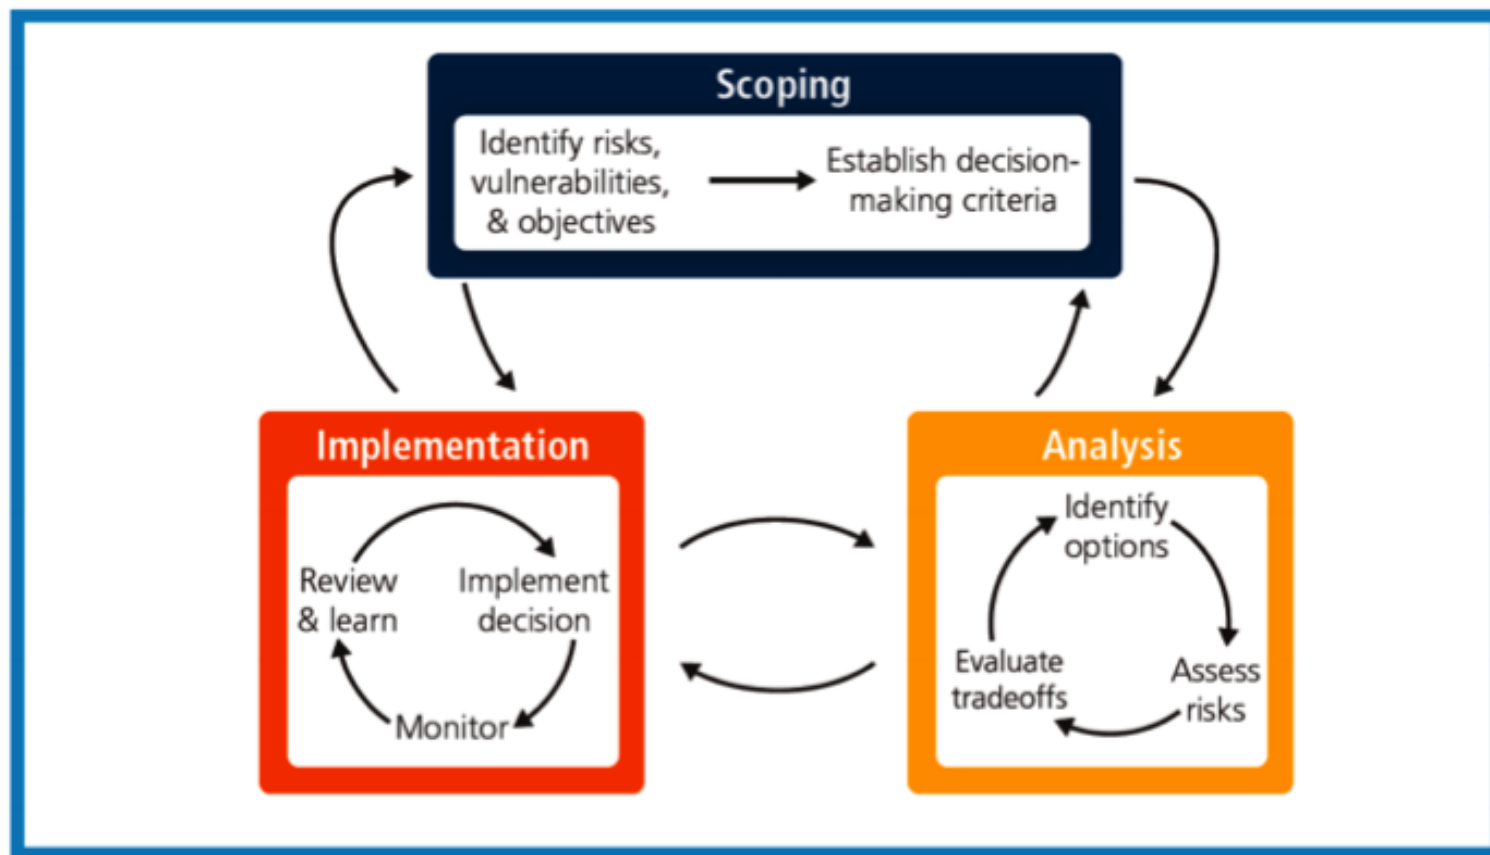 Scoping
Identify risks,
vulnerabilities,
& objectives
Establish decision-
making criteria
Implementation
Review
& learn
Implement
decision
Monitor
Analysis
Identify
options
Assess
risks
Evaluate
tradeoffs